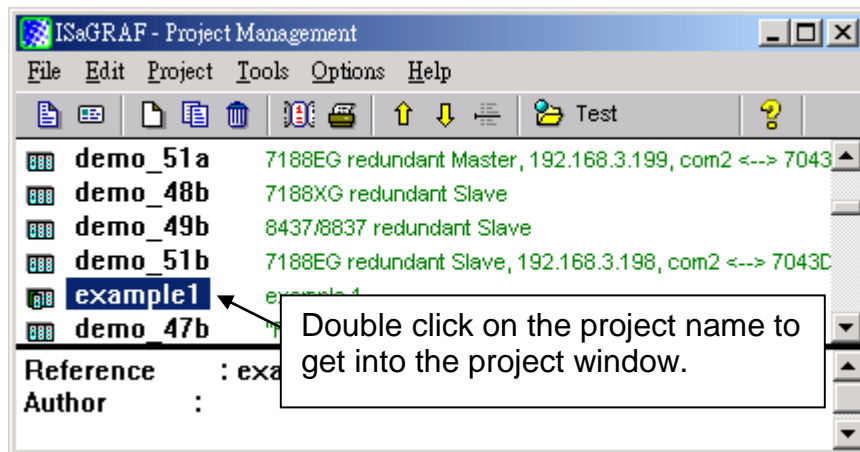 ISaGRAF - Project Management
File Edit Project Tools Options Help
Test
demo_51a 7188EG redundant Master, 192.168.3.199, com2 <--> 7043
demo_48b 7188XG redundant Slave
demo_49b 8437/8837 redundant Slave
demo_51b 7188EG redundant Slave, 192.168.3.198, com2 <--> 7043D
example1
demo_47b
Double click on the project name to
get into the project window.
Reference : exa
Author :